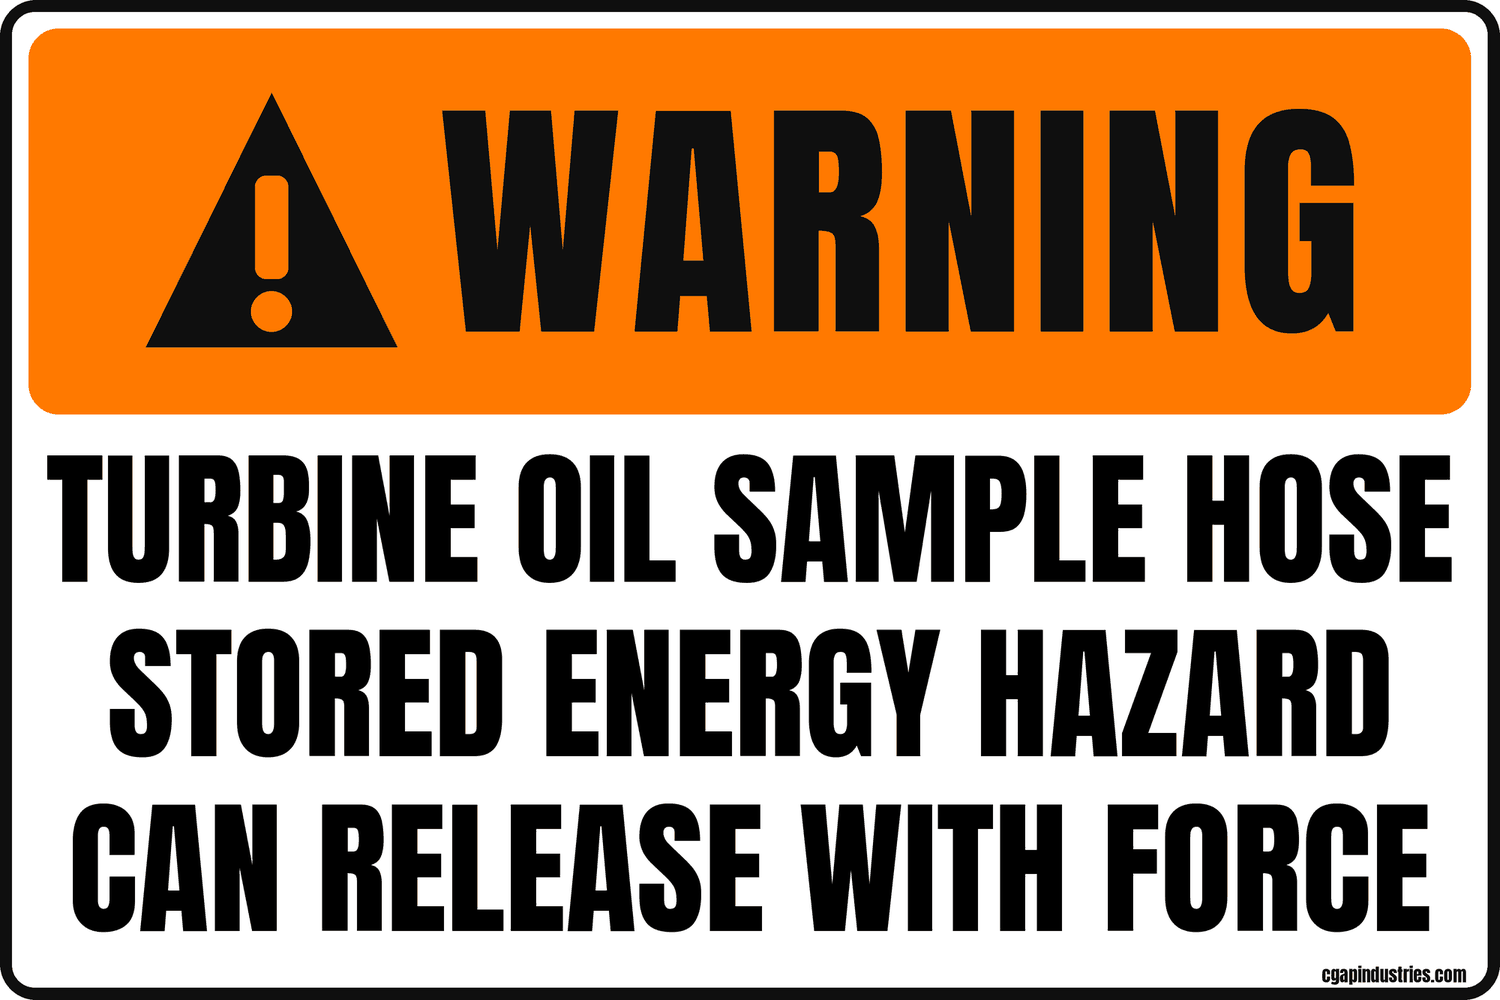 WARNING
TURBINE OIL SAMPLE HOSE
STORED ENERGY HAZARD
CAN RELEASE WITH FORCE
cgapindustries.com